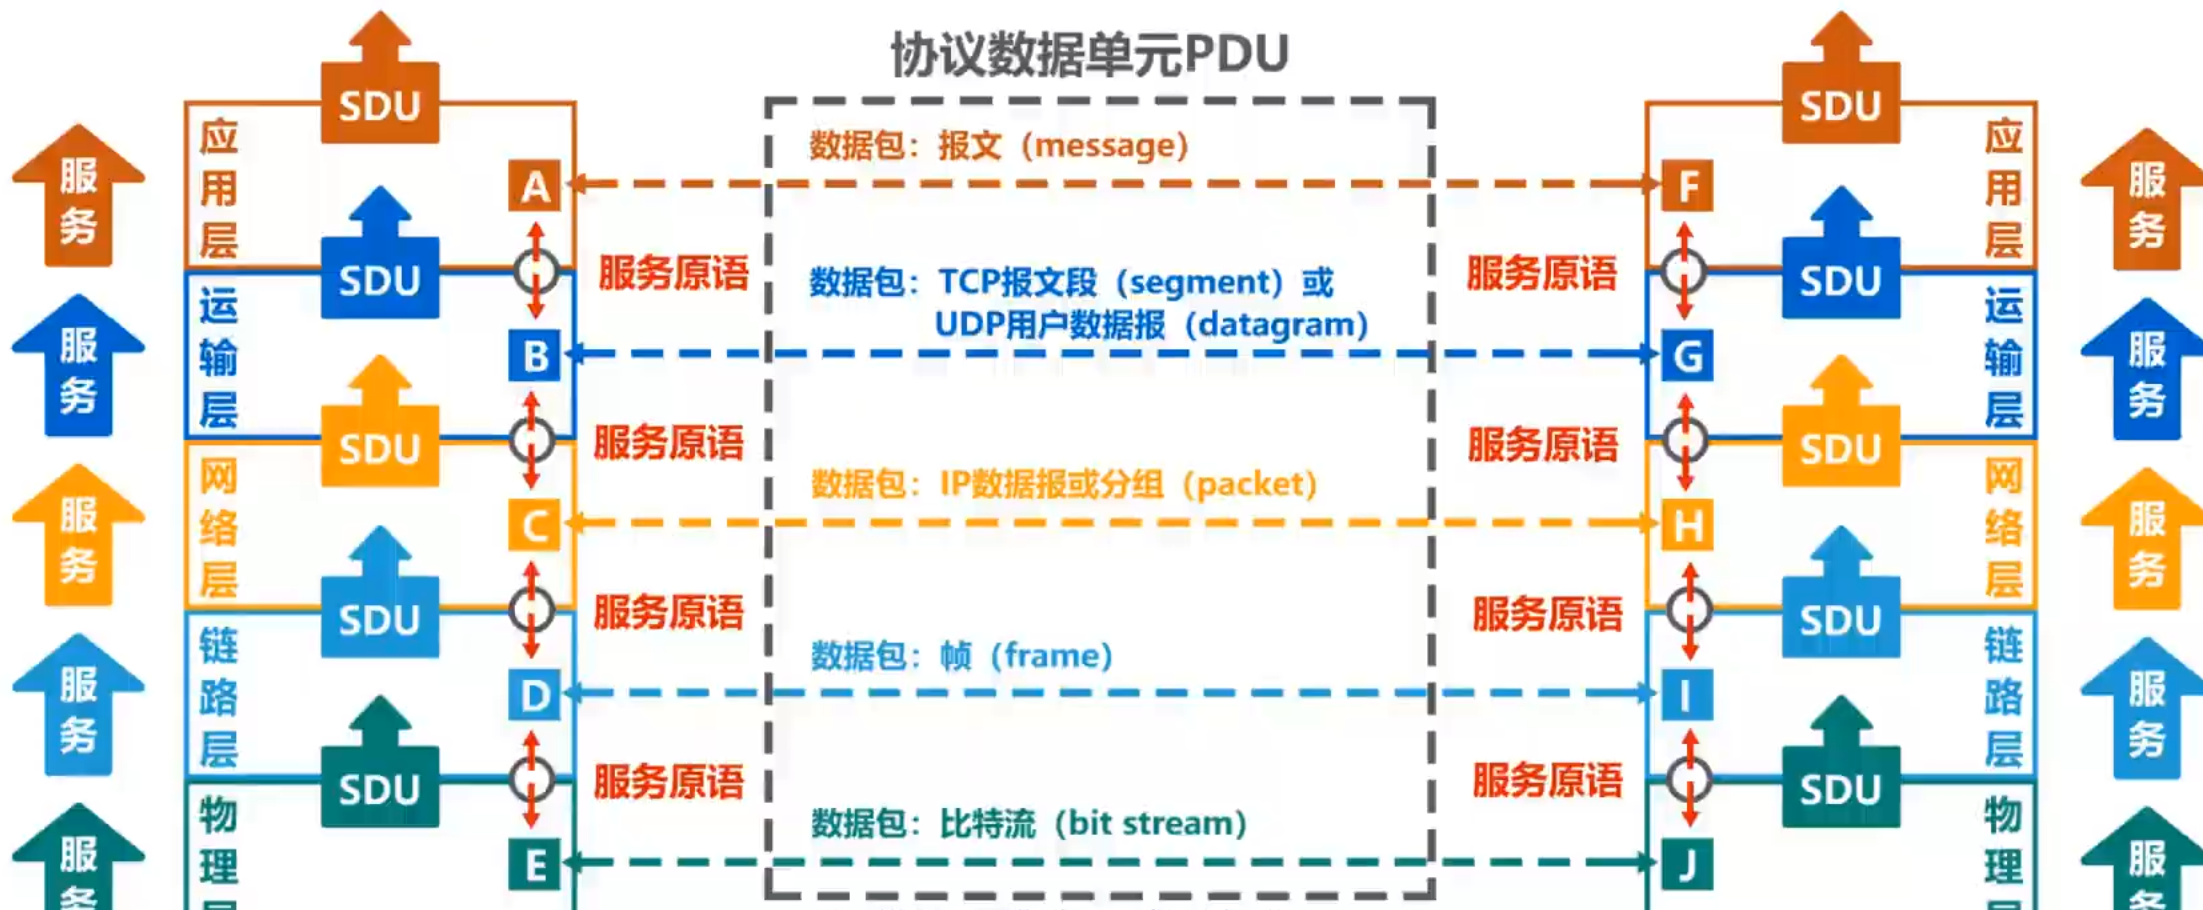 协议数据单元PDU
SDU
SDU
应用层
服务
A
数据包：报文（message）
F
应用层
服务
SDU
服务原语
数据包：TCP报文段（segment）或
UDP用户数据报（datagram）
服务原语
SDU
运输层
服务
B
G
运输层
服务
SDU
服务原语
服务原语
SDU
网络层
服务
C
数据包：IP数据报或分组（packet）
H
网络层
服务
SDU
服务原语
服务原语
SDU
链路层
服务
D
数据包：帧（frame）
I
链路层
服务
SDU
服务原语
服务原语
SDU
物理
服务
E
数据包：比特流（bit stream）
J
物理
服